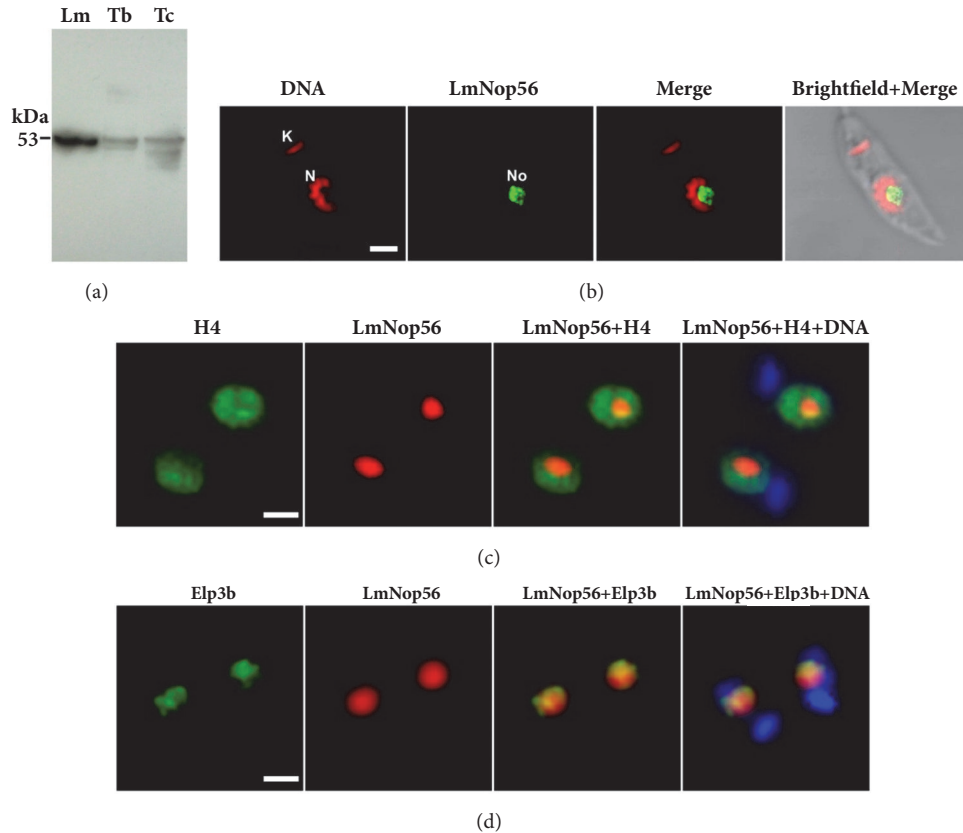 Lm Tb Tc
kDa
53
(a)
DNA LmNop56 Merge Brightfield+Merge
K
N
No
(b)
H4 LmNop56 LmNop56+H4 LmNop56+H4+DNA
(c)
Elp3b LmNop56 LmNop56+Elp3b LmNop56+Elp3b+DNA
(d)